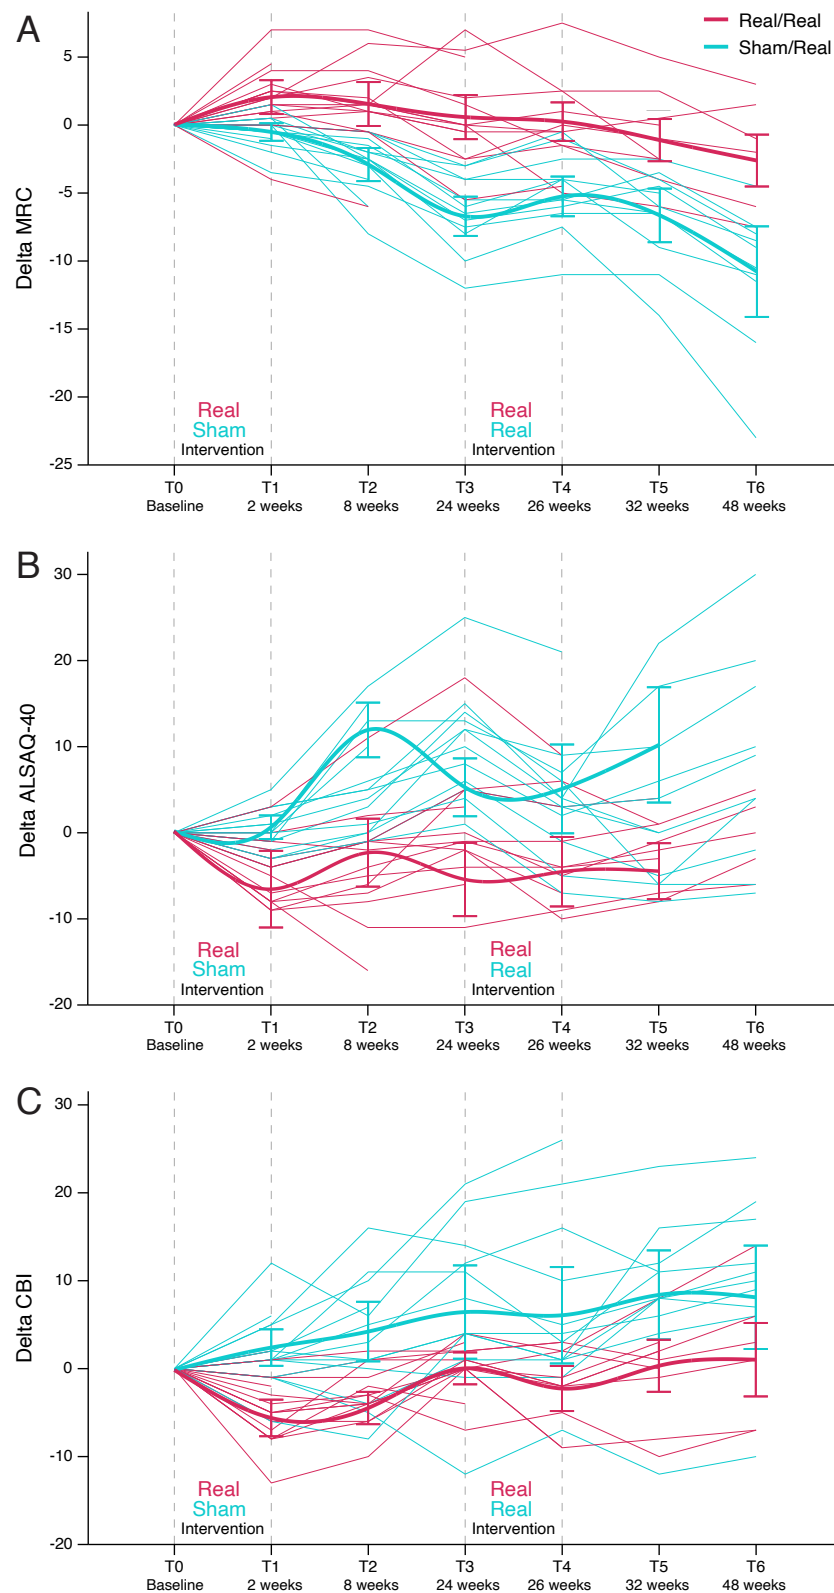 A
Real/Real
Sham/Real
5
0
-5
-10
-15
-20
-25
Delta MRC
Real
Sham
Intervention
Real
Real
Intervention
T0 T1 T2 T3 T4 T5 T6
Baseline 2 weeks 8 weeks 24 weeks 26 weeks 32 weeks 48 weeks
B
30
20
10
0
-10
-20
Delta ALSAQ-40
Real
Sham
Intervention
Real
Real
Intervention
T0 T1 T2 T3 T4 T5 T6
Baseline 2 weeks 8 weeks 24 weeks 26 weeks 32 weeks 48 weeks
C
30
20
10
0
-10
-20
Delta CBI
Real
Sham
Intervention
Real
Real
Intervention
T0 T1 T2 T3 T4 T5 T6
Baseline 2 weeks 8 weeks 24 weeks 26 weeks 32 weeks 48 weeks